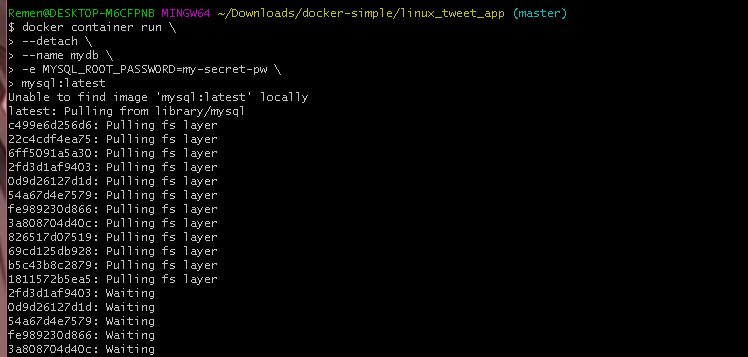 Remen@DESKTOP-M6CFPNB MINGW64 ~/Downloads/docker-simple/linux_tweet_app (master)
$ docker container run \
> --detach \
> --name mydb \
> -e MYSQL_ROOT_PASSWORD=my-secret-pw \
> mysql:latest
Unable to find image 'mysql:latest' locally
latest: Pulling from library/mysql
c499e6d256d6: Pulling fs layer
22c4cdf4ea75: Pulling fs layer
6ff5091a5a30: Pulling fs layer
2fd3d1af9403: Pulling fs layer
0d9d26127d1d: Pulling fs layer
54a67d4e7579: Pulling fs layer
fe989230d866: Pulling fs layer
3a808704d40c: Pulling fs layer
826517d07519: Pulling fs layer
69cd125db928: Pulling fs layer
b5c43b8c2879: Pulling fs layer
1811572b5ea5: Pulling fs layer
2fd3d1af9403: Waiting
0d9d26127d1d: Waiting
54a67d4e7579: Waiting
fe989230d866: Waiting
3a808704d40c: Waiting